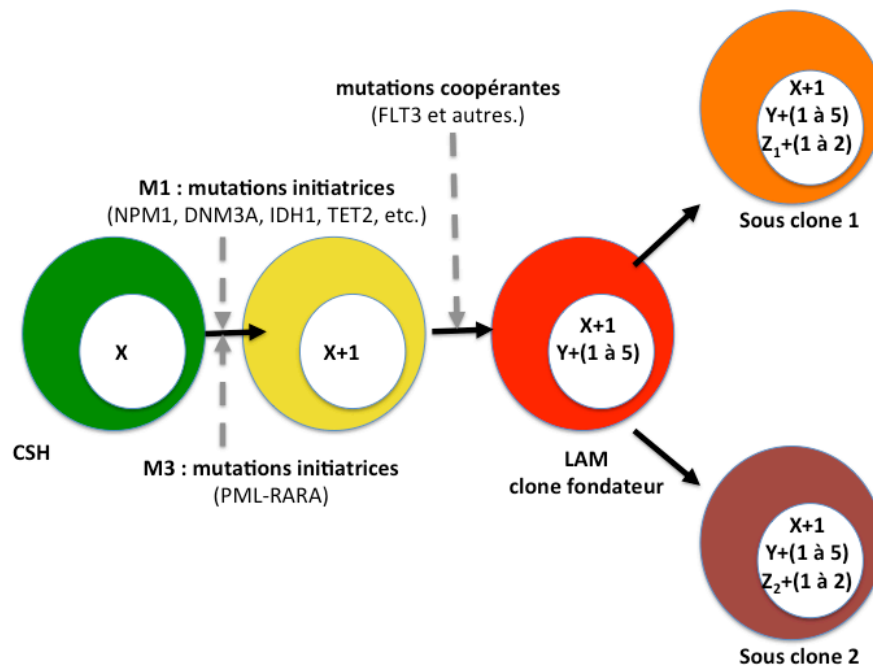 mutations coopérantes
(FLT3 et autres.)
M1 : mutations initiatrices
(NPM1, DNM3A, IDH1, TET2, etc.)
X+1
Y+(1 à 5)
Z₁+(1 à 2)
Sous clone 1
X
X+1
X+1
Y+(1 à 5)
CSH
M3 : mutations initiatrices
(PML-RARA)
LAM
clone fondateur
X+1
Y+(1 à 5)
Z₂+(1 à 2)
Sous clone 2